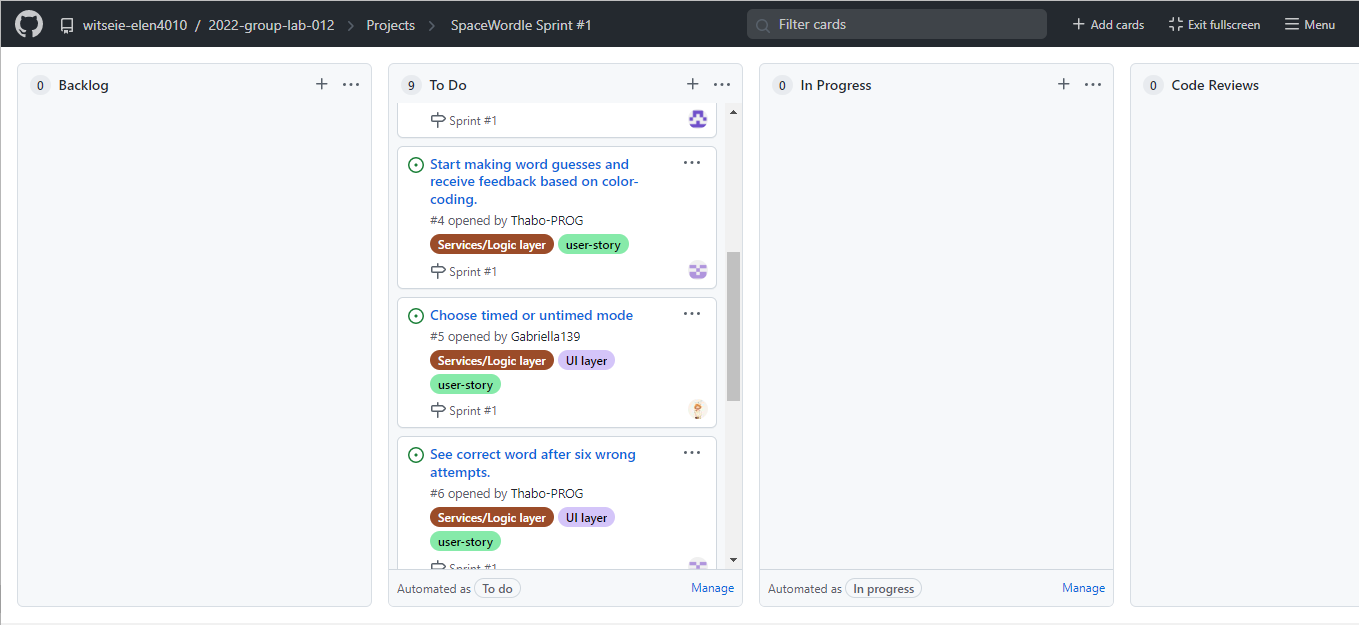 witseie-elen4010 / 2022-group-lab-012 Projects SpaceWordle Sprint #1 Filter cards Add cards Exit fullscreen Menu
0 Backlog
9 To Do
Sprint #1
Start making word guesses and
receive feedback based on color-
coding.
#4 opened by Thabo-PROG
Services/Logic layer user-story
Sprint #1
Choose timed or untimed mode
#5 opened by Gabriella139
Services/Logic layer UI layer
user-story
Sprint #1
See correct word after six wrong
attempts.
#6 opened by Thabo-PROG
Services/Logic layer UI layer
user-story
Sprint #1
Automated as To do Manage
0 In Progress
Automated as In progress Manage
0 Code Reviews